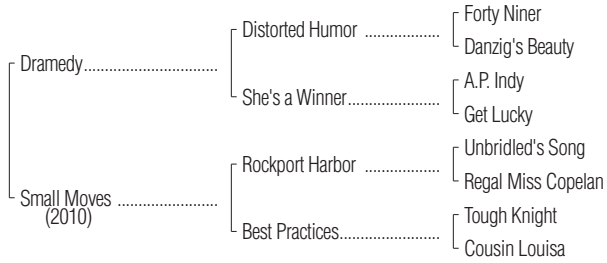 Forty Niner
Distorted Humor ..................
Danzig's Beauty
Dramedy................................
A.P. Indy
She's a Winner......................
Get Lucky
Unbridled's Song
Rockport Harbor ..................
Regal Miss Copelan
Small Moves ........................
(2010)
Tough Knight
Best Practices........................
Cousin Louisa